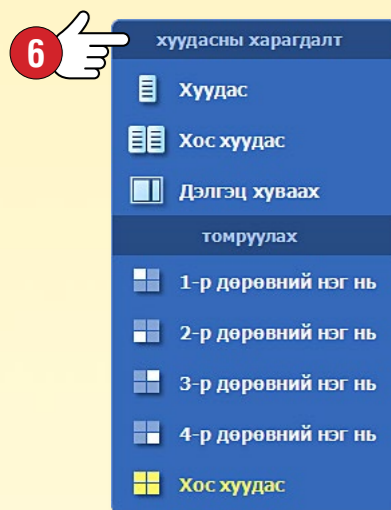 6
хуудасны харагдалт
Хуудас
Хос хуудас
Дэлгэц хуваах
томруулах
1-р дөрөвний нэг нь
2-р дөрөвний нэг нь
3-р дөрөвний нэг нь
4-р дөрөвний нэг нь
Хос хуудас